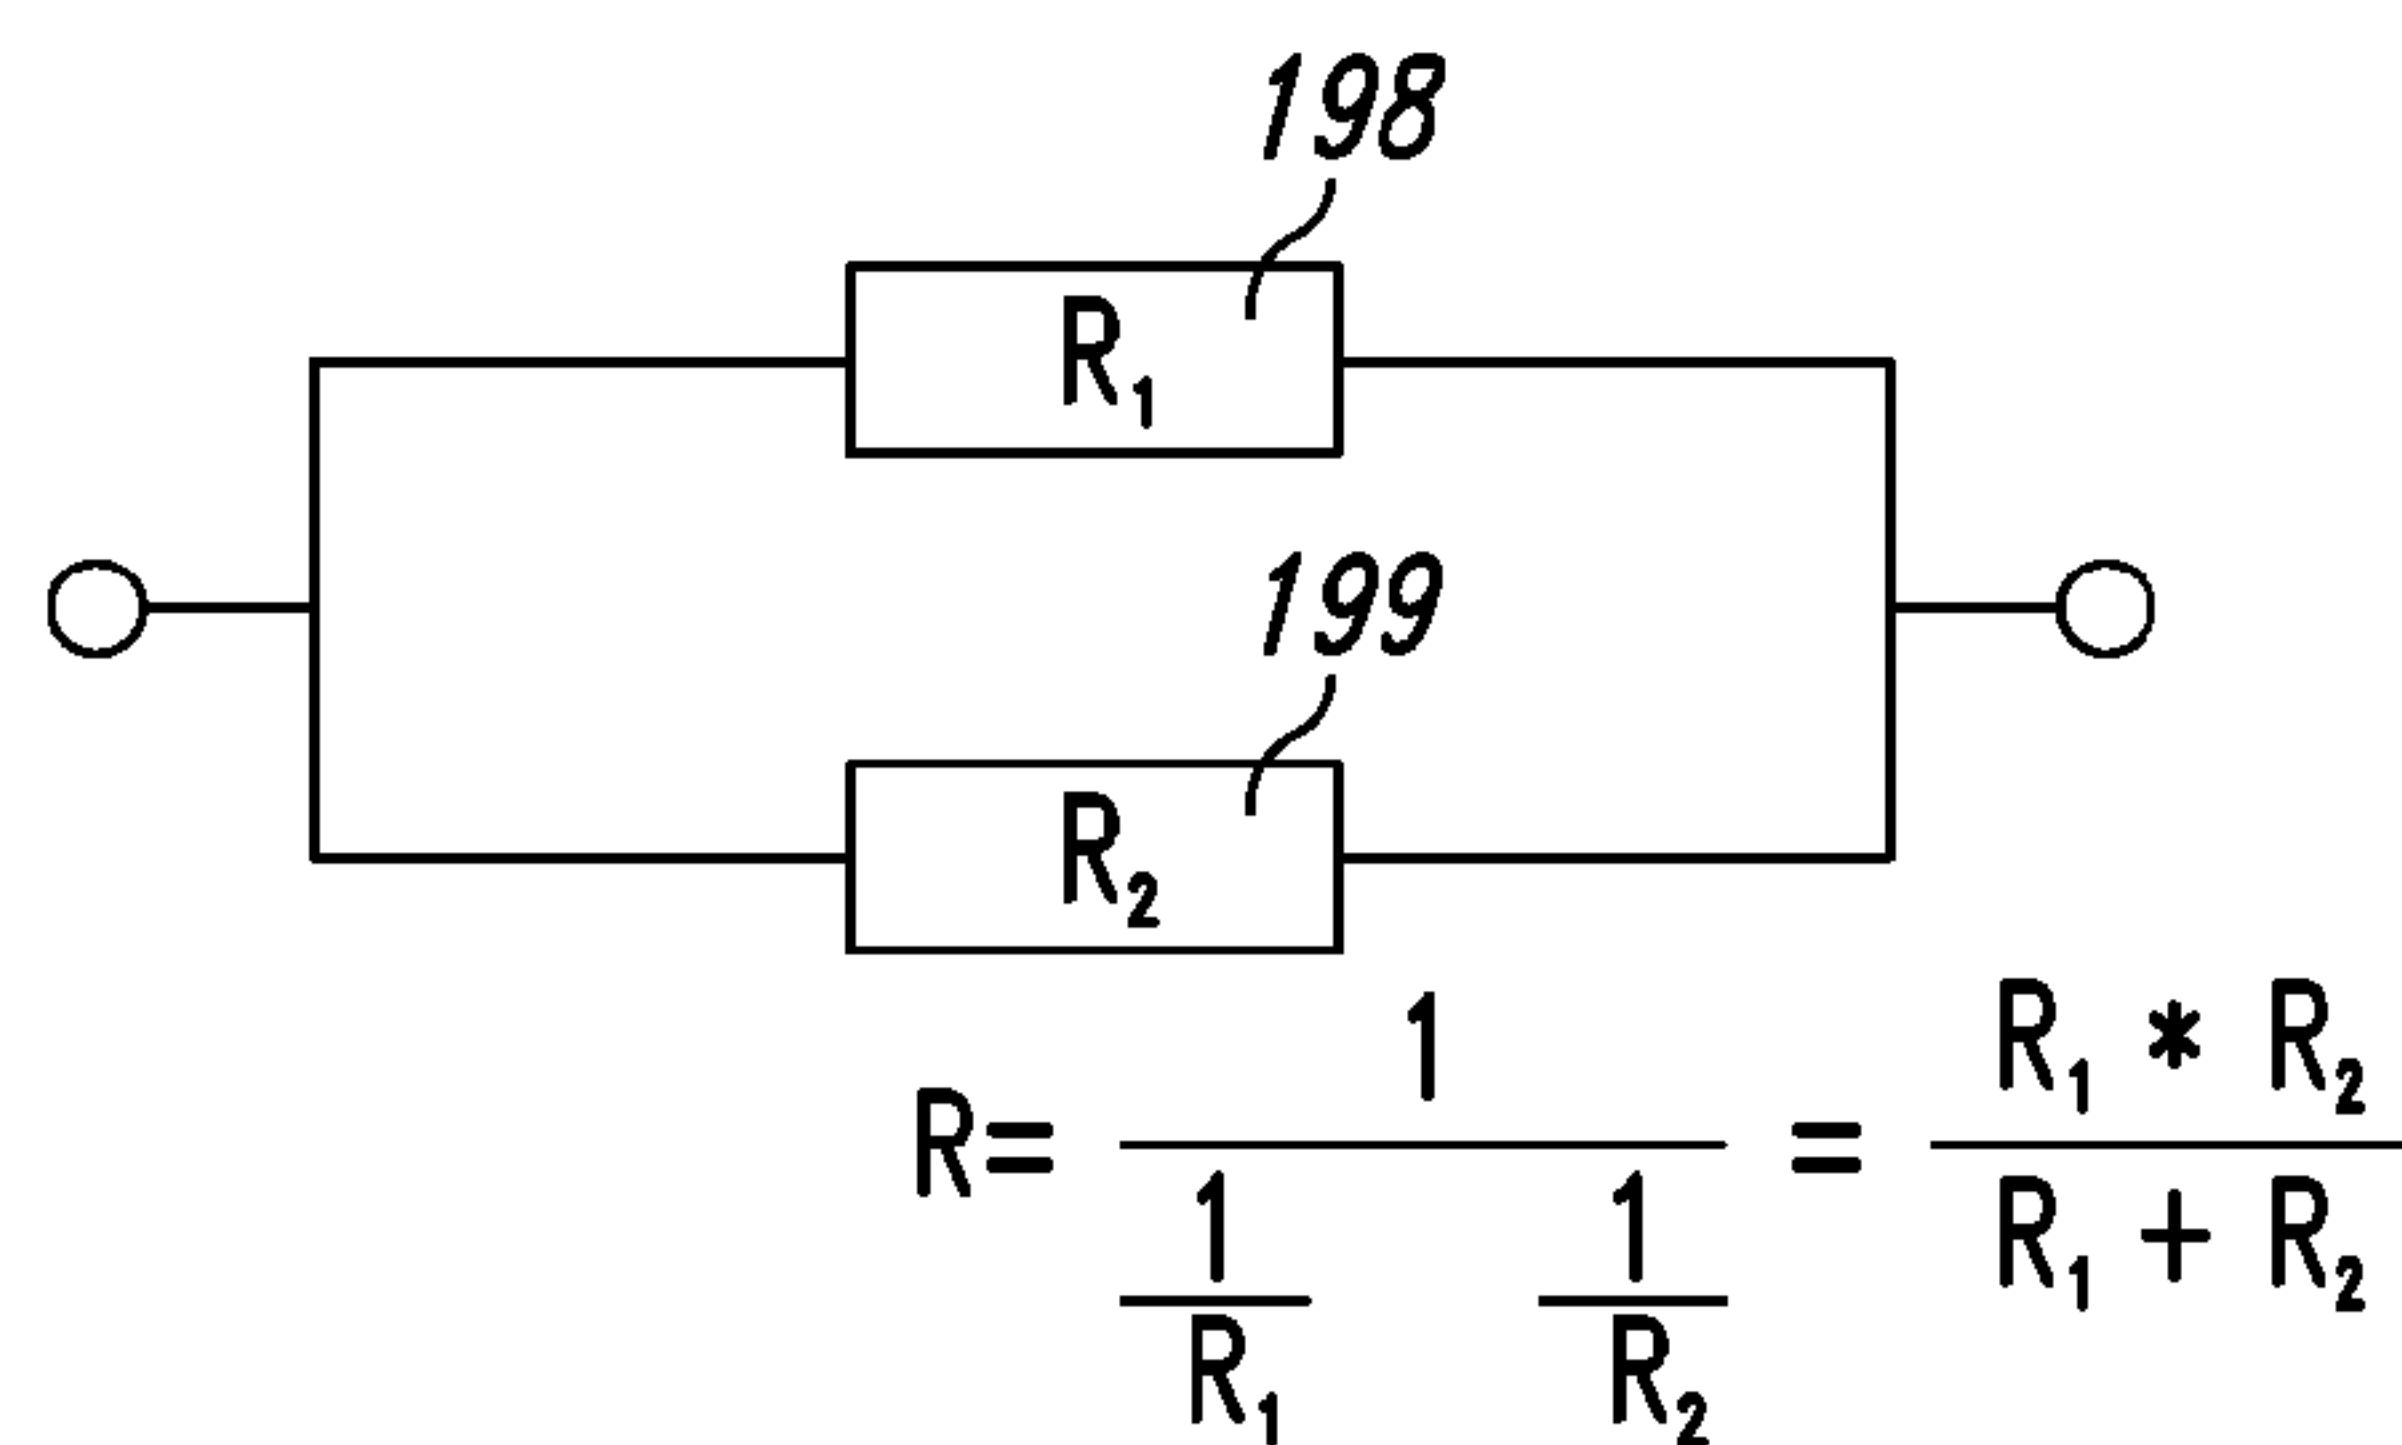 198
R₁
199
R₂
R= 1 / (1/R₁ 1/R₂) = R₁ * R₂ / R₁ + R₂